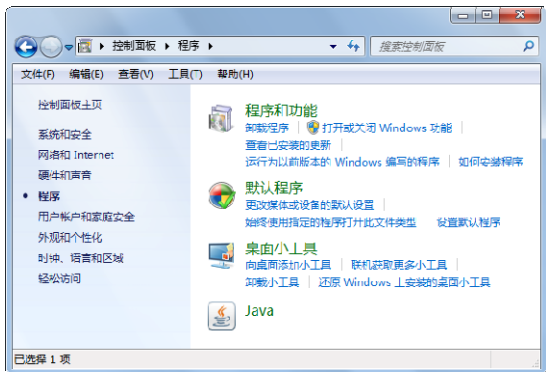 控制面板 ▸ 程序 ▸
搜索控制面板
文件(F) 编辑(E) 查看(V) 工具(T) 帮助(H)
控制面板主页
系统和安全
网络和 Internet
硬件和声音
程序
用户帐户和家庭安全
外观和个性化
时钟、语言和区域
轻松访问
程序和功能
卸载程序 打开或关闭 Windows 功能
查看已安装的更新
运行为以前版本的 Windows 编写的程序 如何安装程序
默认程序
更改媒体或设备的默认设置
始终使用指定的程序打开此文件类型 设置默认程序
桌面小工具
向桌面添加小工具 联机获取更多小工具
卸载小工具 还原 Windows 上安装的桌面小工具
Java
已选择 1 项